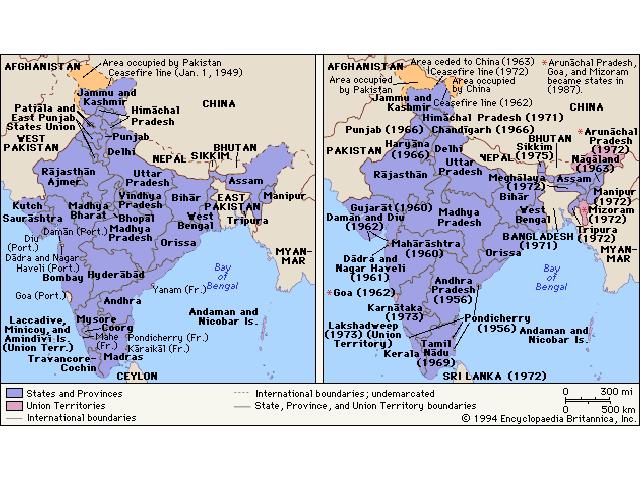 AFGHANISTAN
Area occupied by Pakistan
Ceasefire line (Jan. 1, 1949)
Jammu and
Kashmir
CHINA
Patiala and
East Punjab
States Union
Himāchal
Pradesh
WEST
PAKISTAN
Punjab
Delhi
NEPAL
SIKKIM
BHUTAN
Rājasthān
Ajmer
Uttar
Pradesh
Assam
Kutch
Saurāshtra
Madhya
Bharat
Vindhya
Pradesh
Bhopāl
Bihār
EAST
PAKISTAN
Manipur
Tripura
West
Bengal
Diu
(Port.)
Damān (Port.)
Madhya
Pradesh
Orissa
Dādra and Nagar
Haveli (Port.)
Bombay
Hyderābād
MYAN-
MAR
Bay
of
Bengal
Goa (Port.)
Andhra
Yanam (Fr.)
Laccadive,
Minicoy, and
Amīndīvi Is.
(Union Terr.)
Mysore
Coorg
Mahe
(Fr.)
Pondicherry (Fr.)
Kāraikāl (Fr.)
Andaman and
Nicobar Is.
Travancore-
Cochin
Madras
CEYLON
AFGHANISTAN
Area ceded to China (1963)
Ceasefire line (1972)
Area occupied
by Pakistan
Area occupied
by China
*Arunāchal Pradesh,
Goa, and Mizoram
became states in
(1987).
Jammu and
Kashmir
Ceasefire line (1962)
CHINA
Himāchal Pradesh (1971)
Punjab (1966)
Chandīgarh (1966)
PAKISTAN
Haryāna
(1966)
Delhi
NEPAL
BHUTAN
Sikkim
(1975)
*Arunāchal
Pradesh
(1972)
Nāgāland
(1963)
Rājasthān
Uttar
Pradesh
Meghālaya
(1972)
Assam
Bihār
Manipur
(1972)
*Mizoram
(1972)
Tripura
(1972)
Gujarāt (1960)
Damān and Diu
(1962)
Madhya
Pradesh
West
Bengal
BANGLADESH
(1971)
Mahārāshtra
(1960)
Orissa
MYAN-
MAR
Dādra and
Nagar Haveli
(1961)
Bay
of
Bengal
*Goa (1962)
Andhra
Pradesh
(1956)
Karnātaka
(1973)
Pondicherry
(1956)
Lakshadweep
(1973) (Union
Territory)
Andaman and
Nicobar Is.
Kerala
Tamil
Nādu
(1969)
SRI LANKA (1972)
States and Provinces
Union Territories
International boundaries
International boundaries; undemarcated
State, Province, and Union Territory boundaries
0 300 mi
0 500 km
© 1994 Encyclopaedia Britannica, Inc.